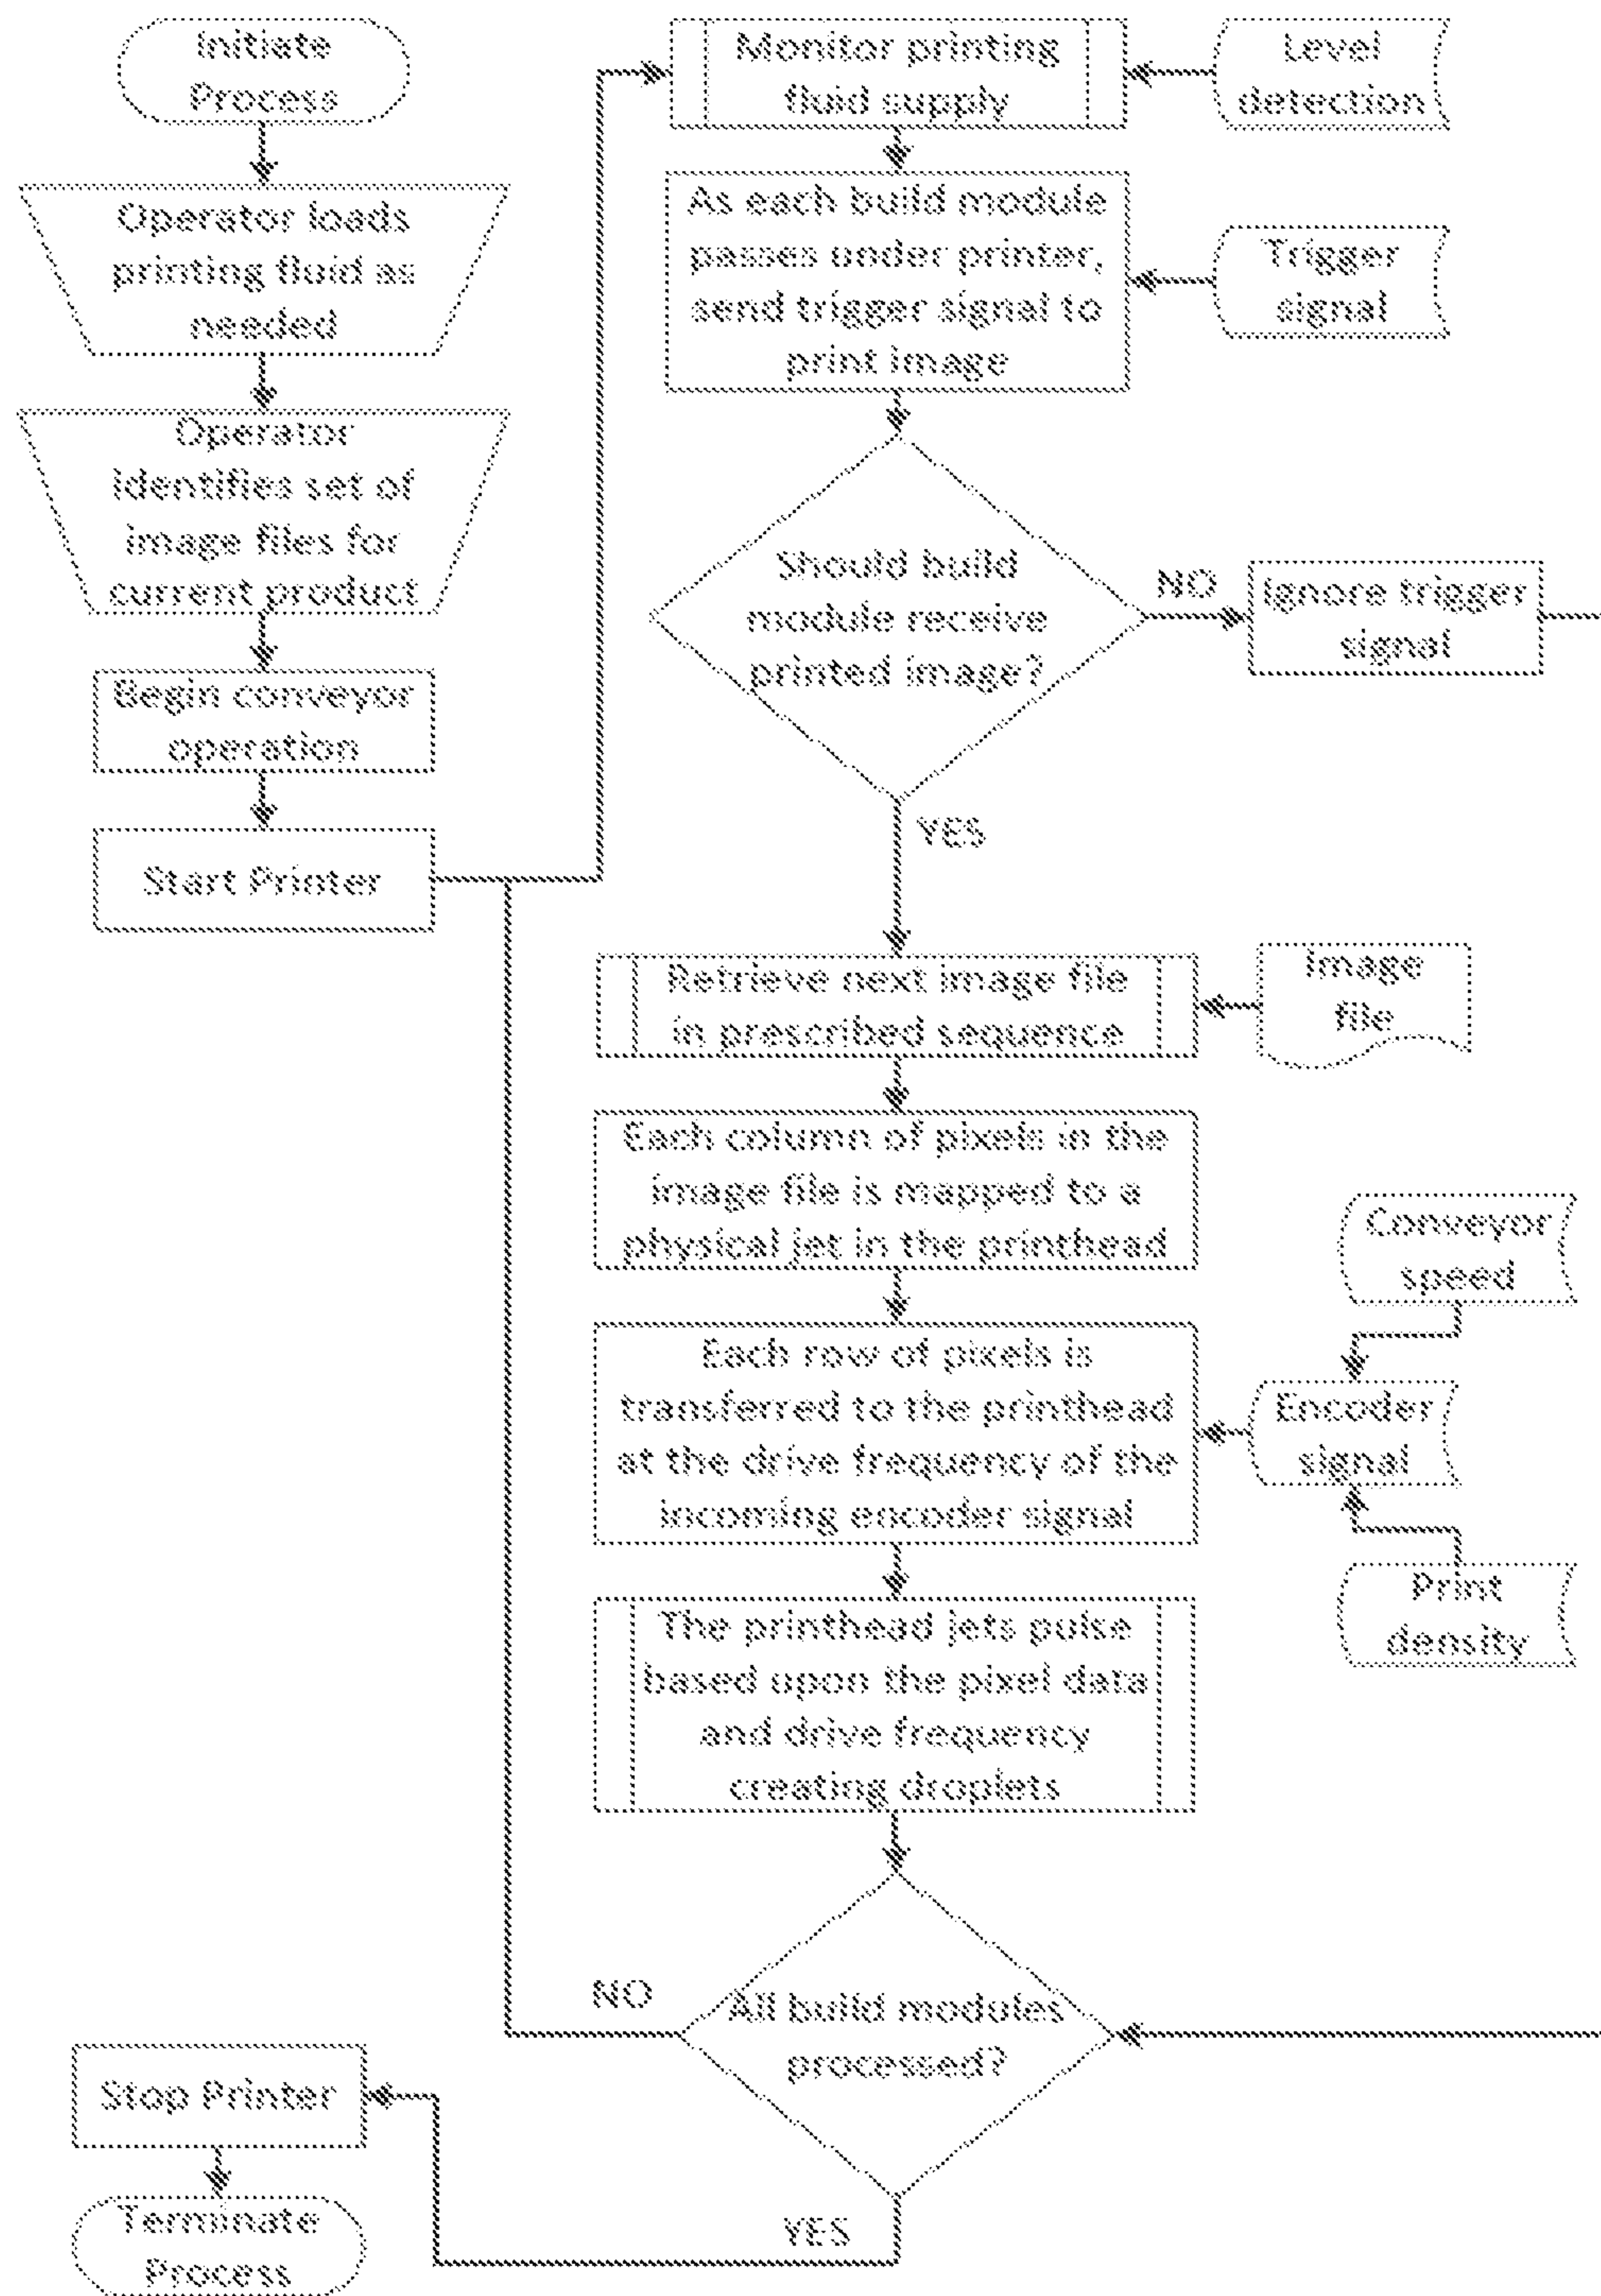 Initiate
Process
Operator loads
printing fluid as
needed
Operator
identifies set of
image files for
current product
Begin conveyor
operation
Start Printer
Monitor printing
fluid supply
Level
detection
As each build module
passes under printer,
send trigger signal to
print image
Trigger
signal
Should build
module receive
printed image?
NO
Ignore trigger
signal
YES
Retrieve next image file
in prescribed sequence
Image
file
Each column of pixels in the
image file is mapped to a
physical jet in the printhead
Conveyor
speed
Each row of pixels is
transferred to the printhead
at the drive frequency of the
incoming encoder signal
Encoder
signal
Print
density
The printhead jets pulse
based upon the pixel data
and drive frequency
creating droplets
All build modules
processed?
NO
YES
Stop Printer
Terminate
Process